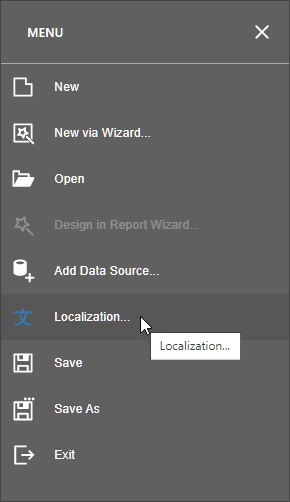 MENU
New
New via Wizard...
Open
Design in Report Wizard...
Add Data Source...
文
Localization...
Localization...
Save
Save As
Exit